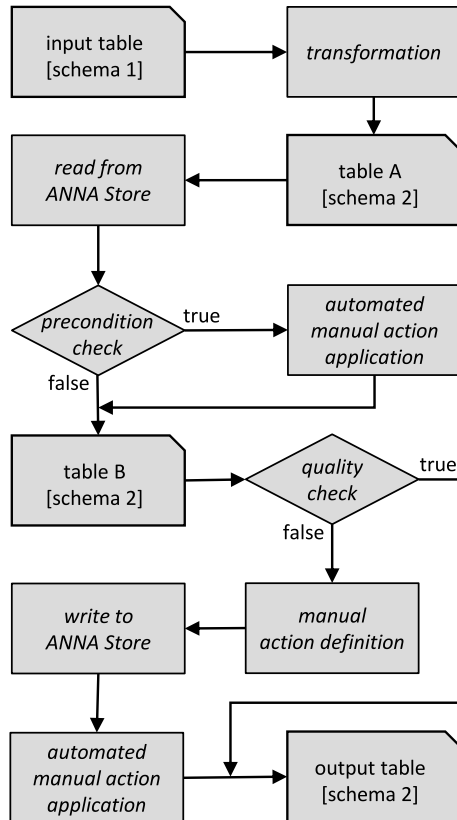 input table
[schema 1]
transformation
read from
ANNA Store
table A
[schema 2]
precondition
check
true
false
automated
manual action
application
table B
[schema 2]
quality
check
true
false
write to
ANNA Store
manual
action definition
automated
manual action
application
output table
[schema 2]